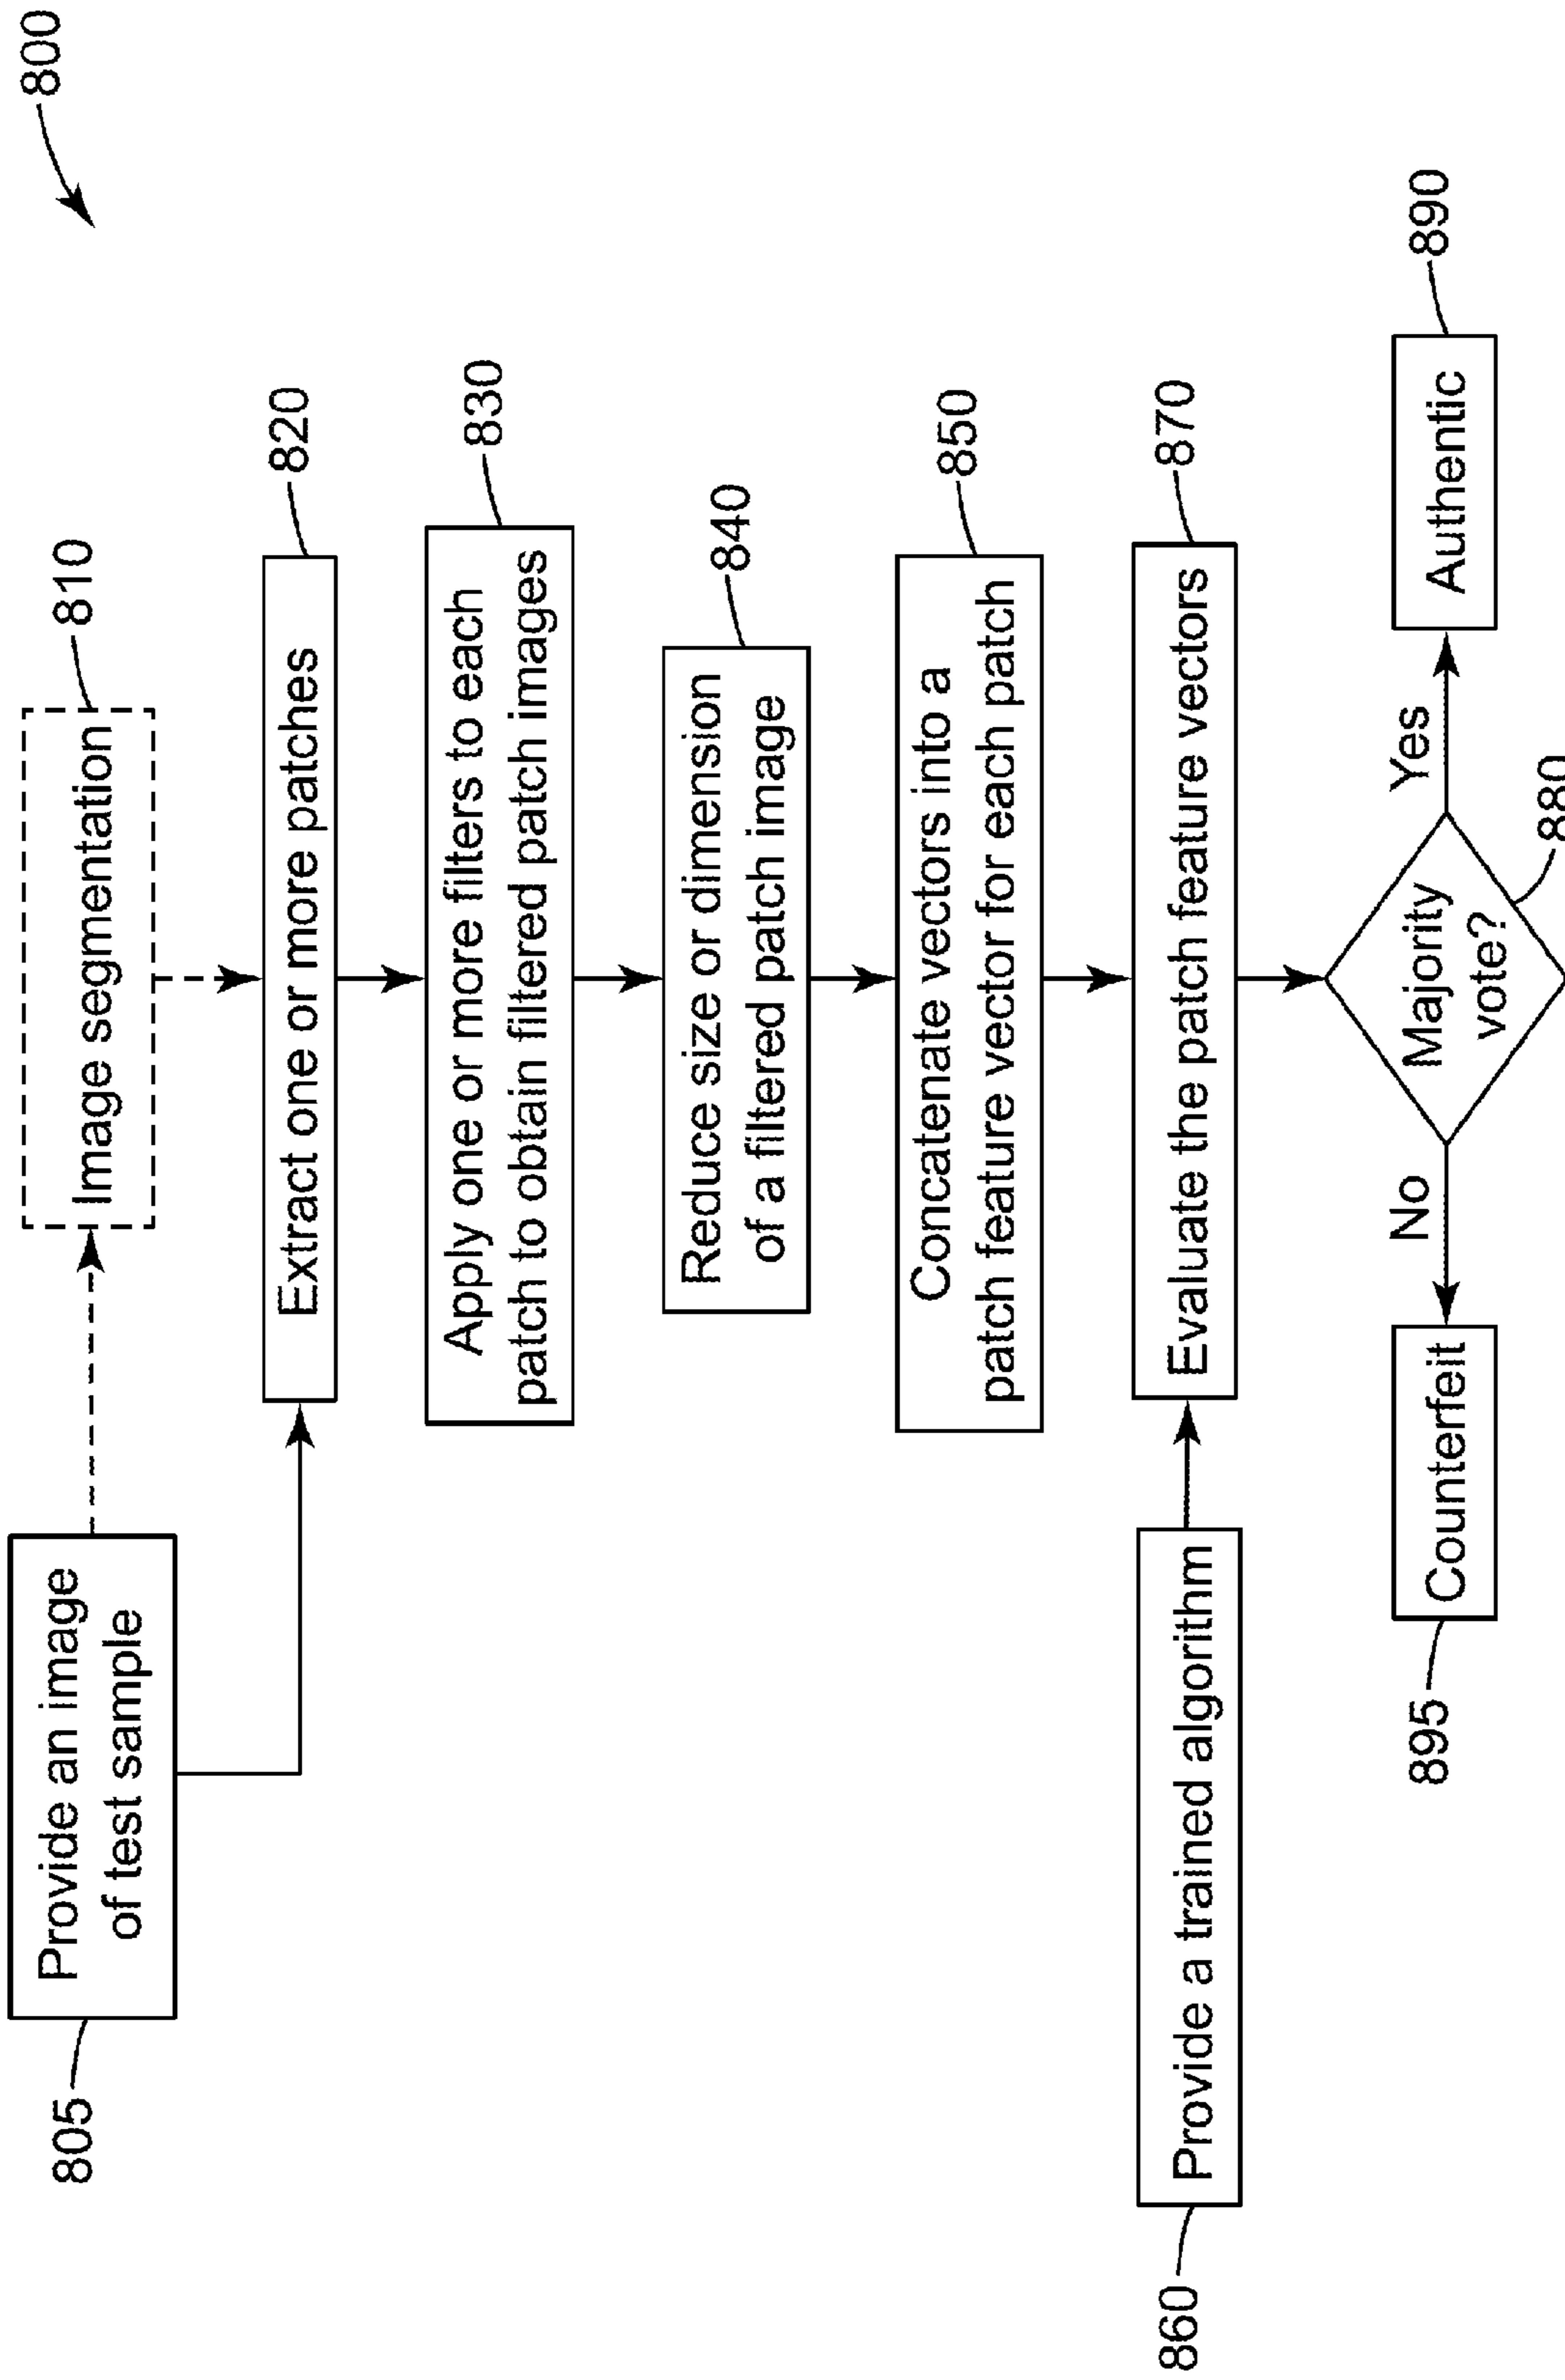 800
805
Provide an image
of test sample
Image segmentation
810
Extract one or more patches
820
Apply one or more filters to each
patch to obtain filtered patch images
830
Reduce size or dimension
of a filtered patch image
840
Concatenate vectors into a
patch feature vector for each patch
850
860
Provide a trained algorithm
Evaluate the patch feature vectors
870
Majority
vote?
880
No
Yes
895
Counterfeit
Authentic
890